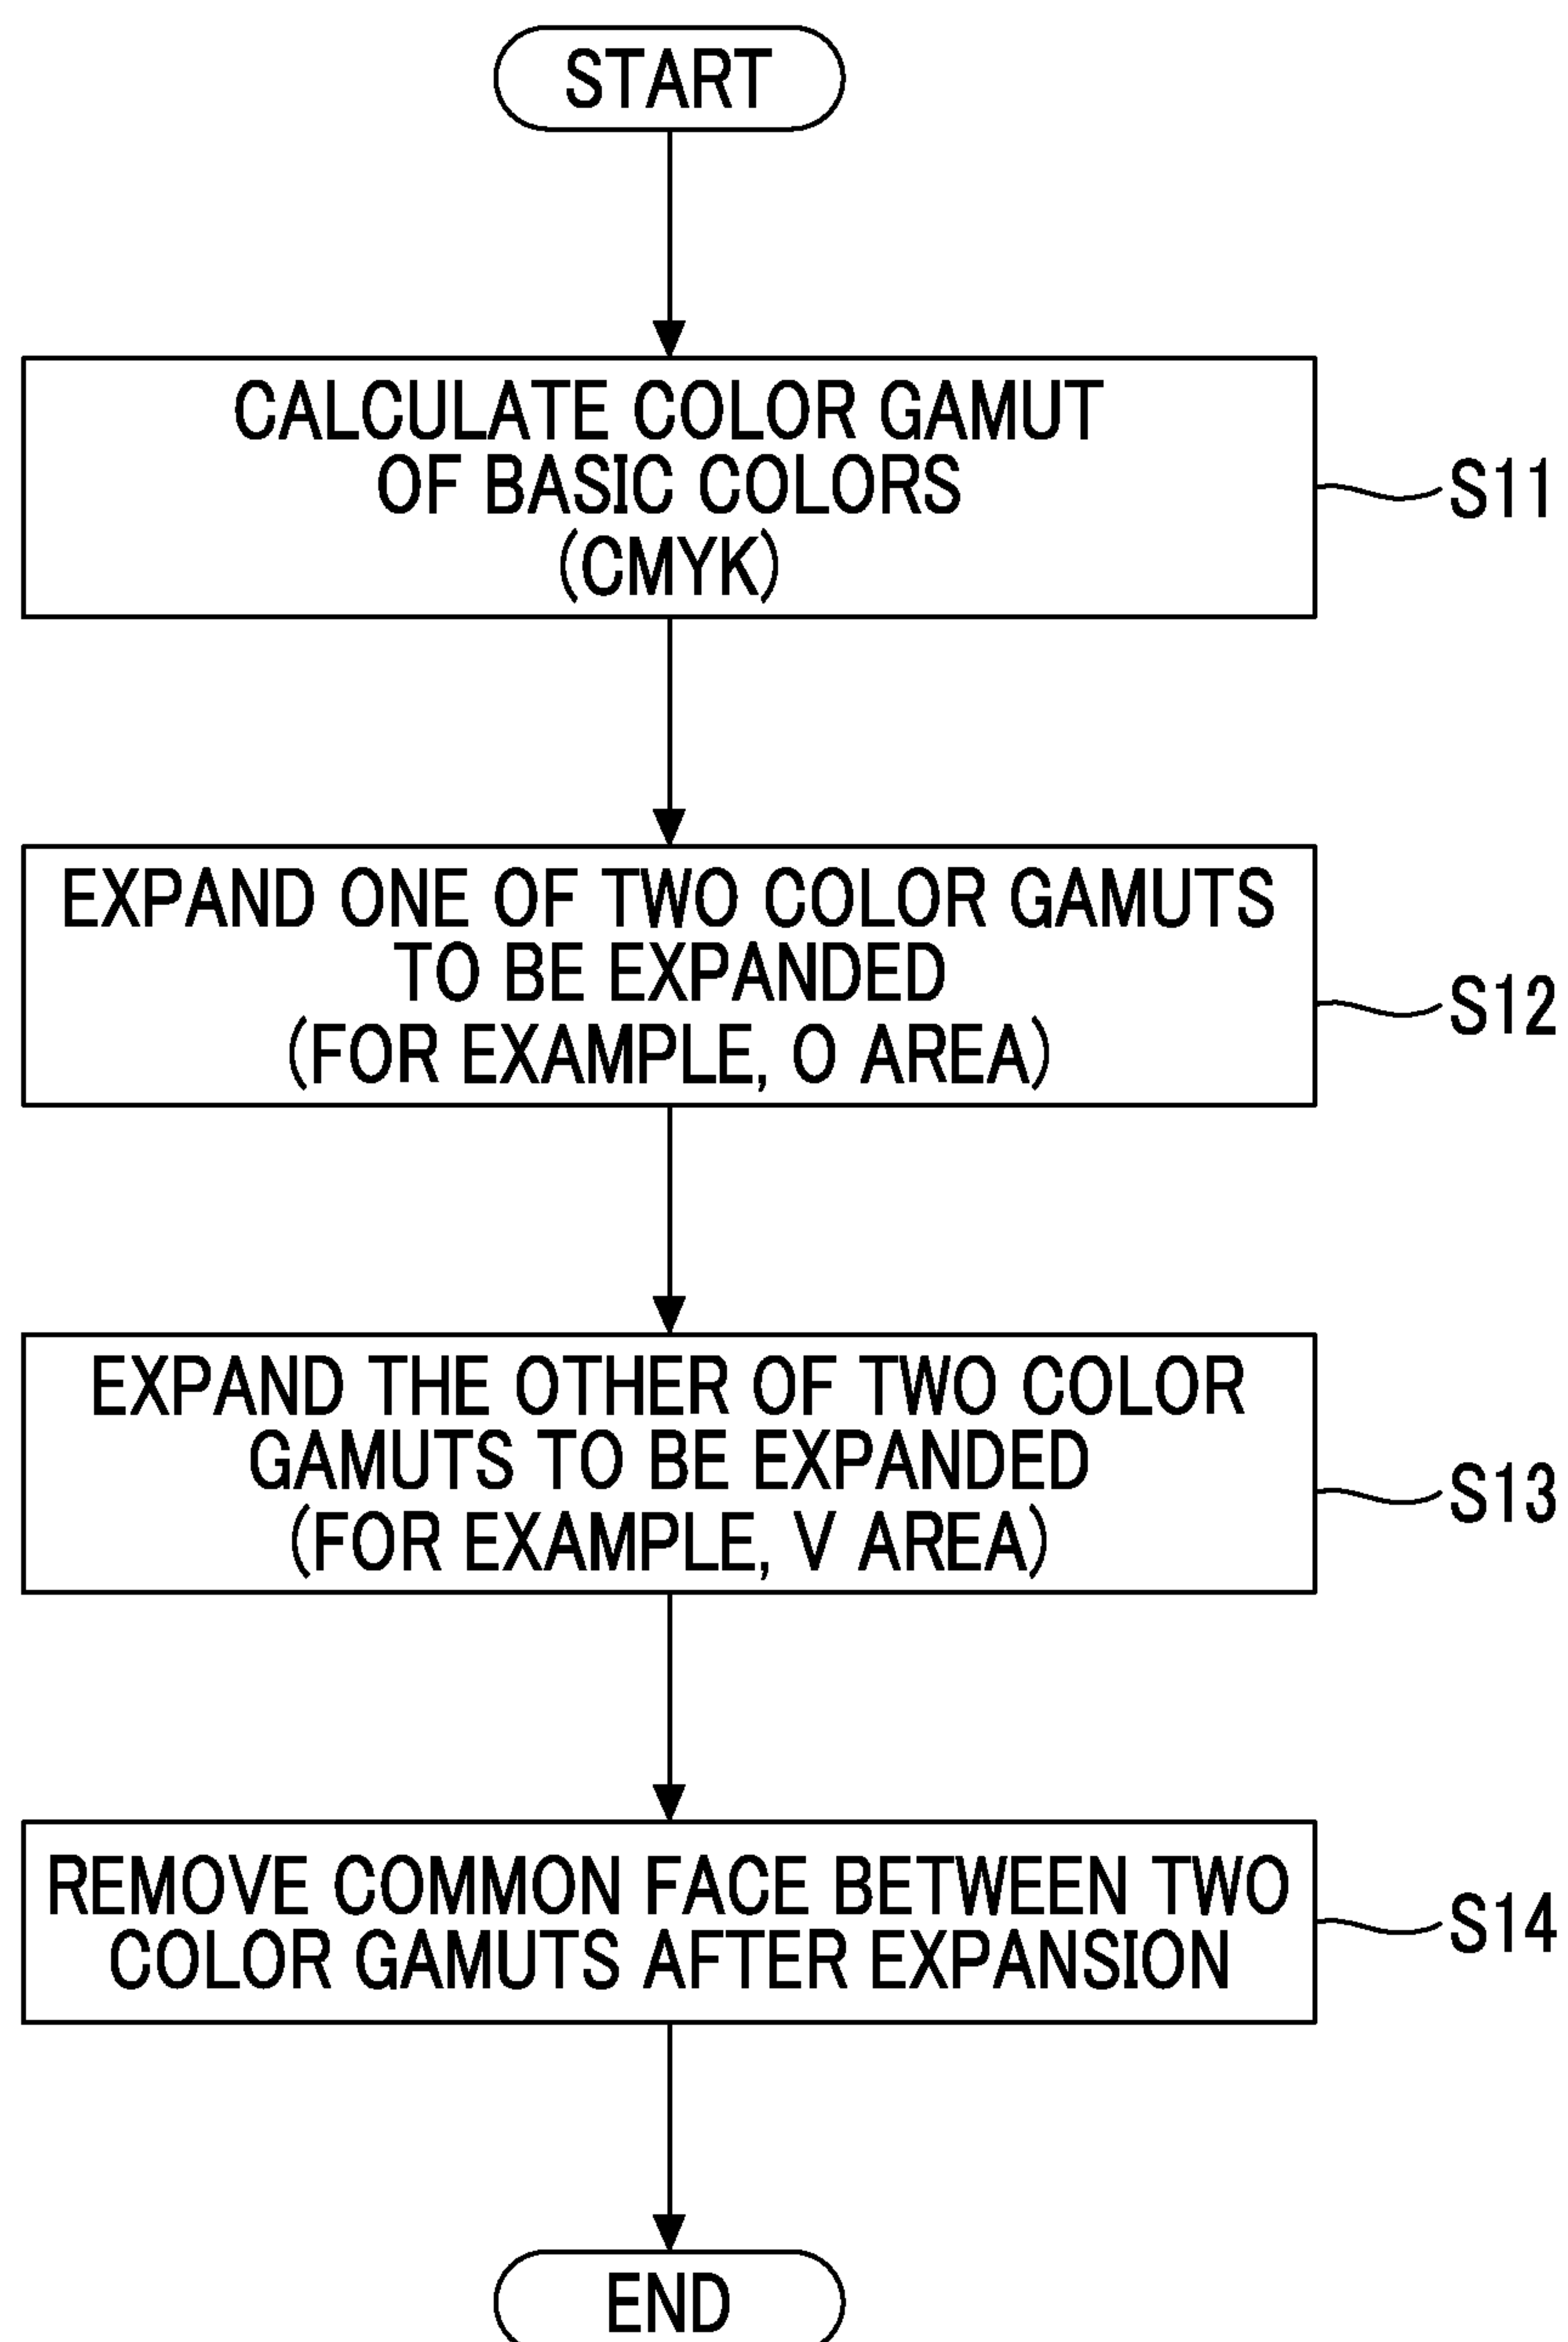 START
CALCULATE COLOR GAMUT
OF BASIC COLORS
(CMYK)
S11
EXPAND ONE OF TWO COLOR GAMUTS
TO BE EXPANDED
(FOR EXAMPLE, O AREA)
S12
EXPAND THE OTHER OF TWO COLOR
GAMUTS TO BE EXPANDED
(FOR EXAMPLE, V AREA)
S13
REMOVE COMMON FACE BETWEEN TWO
COLOR GAMUTS AFTER EXPANSION
S14
END